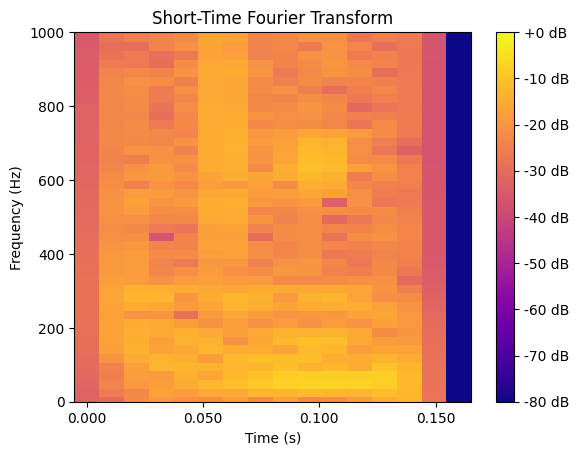 Short-Time Fourier Transform
1000
800
600
400
200
0
Frequency (Hz)
0.000
0.050
0.100
0.150
Time (s)
+0 dB
-10 dB
-20 dB
-30 dB
-40 dB
-50 dB
-60 dB
-70 dB
-80 dB